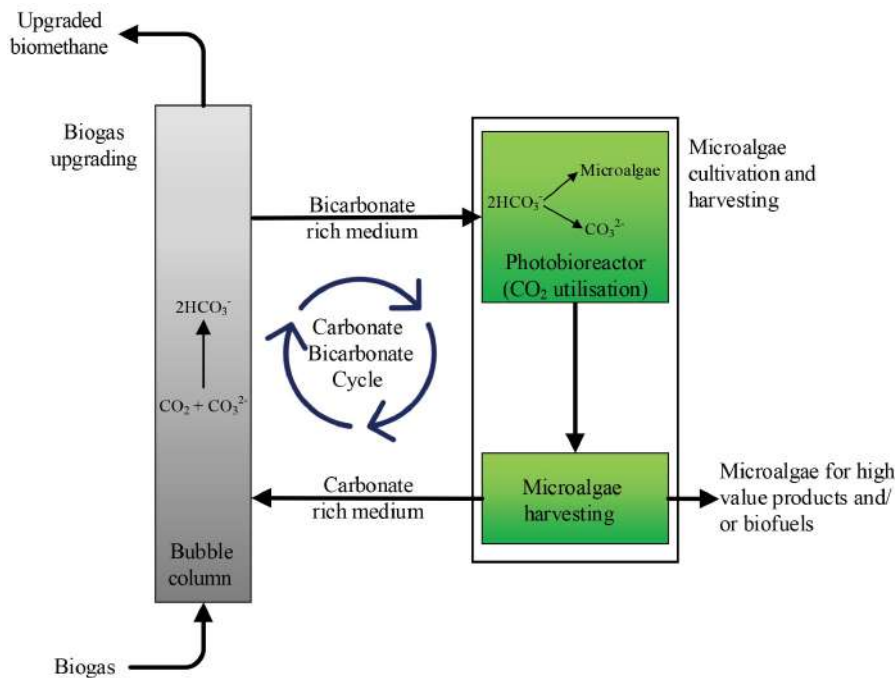 Upgraded
biomethane
Biogas
upgrading
2HCO₃⁻
CO₂ + CO₃²⁻
Bubble
column
Biogas
Bicarbonate
rich medium
Carbonate
Bicarbonate
Cycle
Carbonate
rich medium
Microalgae
2HCO₃⁻
CO₃²⁻
Photobioreactor
(CO₂ utilisation)
Microalgae
cultivation and
harvesting
Microalgae
harvesting
Microalgae for high
value products and/
or biofuels